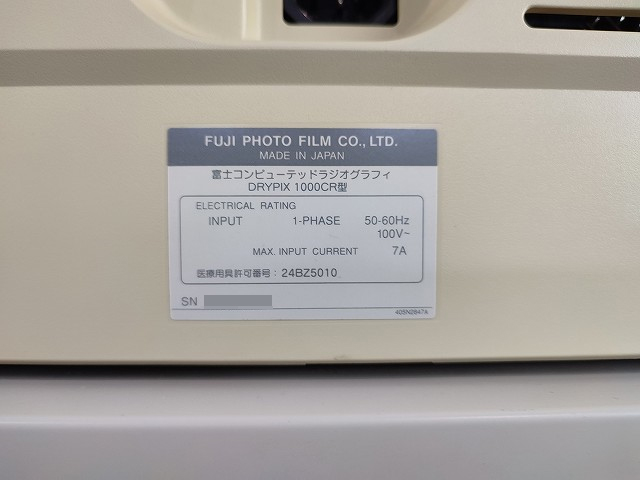 FUJI PHOTO FILM CO., LTD.
MADE IN JAPAN
富士コンピューテッドラジオグラフィ
DRYPIX 1000CR型
ELECTRICAL RATING
INPUT 1-PHASE 50-60Hz
100V~
MAX. INPUT CURRENT 7A
医療用具許可番号：24BZ5010
SN
405N0847A